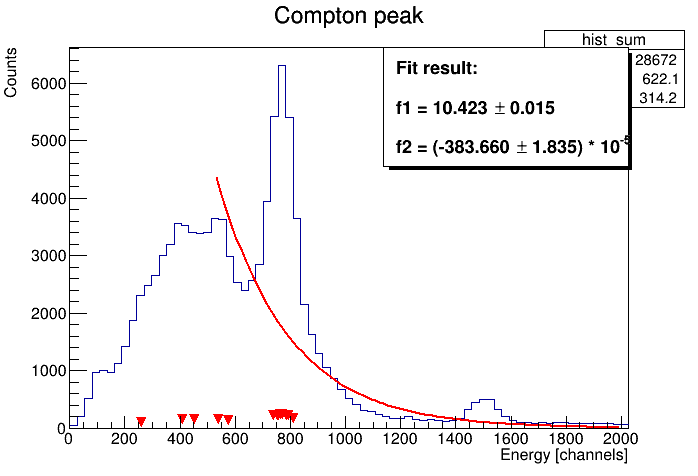 Compton peak
Counts
hist_sum
28672
622.1
314.2
Fit result:
f1 = 10.423 ± 0.015
f2 = (-383.660 ± 1.835) * 10^-5
6000
5000
4000
3000
2000
1000
0
0 200 400 600 800 1000 1200 1400 1600 1800 2000
Energy [channels]